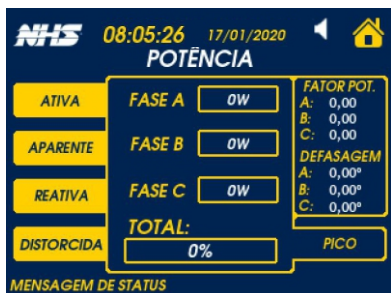 NHS 08:05:26 17/01/2020
POTÊNCIA
ATIVA
APARENTE
REATIVA
DISTORCIDA
FASE A 0W
FASE B 0W
FASE C 0W
TOTAL:
0%
FATOR POT.
A: 0,00
B: 0,00
C: 0,00
DEFASAGEM
A: 0,00°
B: 0,00°
C: 0,00°
PICO
MENSAGEM DE STATUS